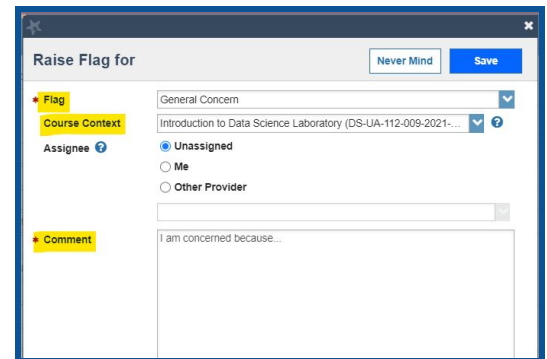 Raise Flag for
Never Mind
Save
* Flag
General Concern
Course Context
Introduction to Data Science Laboratory (DS-UA-112-009-2021-...
Assignee ?
Unassigned
Me
Other Provider
* Comment
I am concerned because...